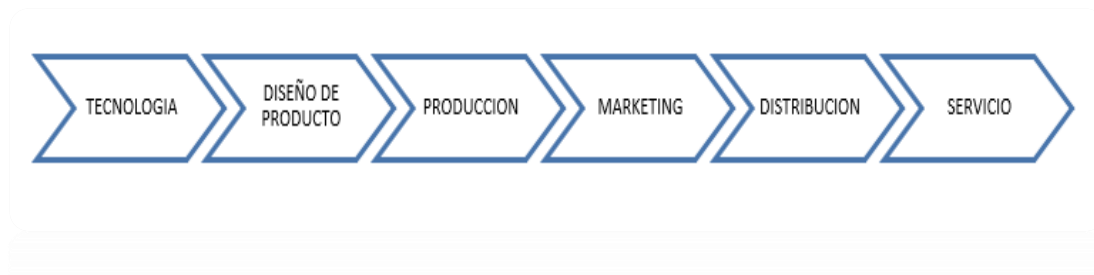 TECNOLOGIA
DISEÑO DE
PRODUCTO
PRODUCCION
MARKETING
DISTRIBUCION
SERVICIO